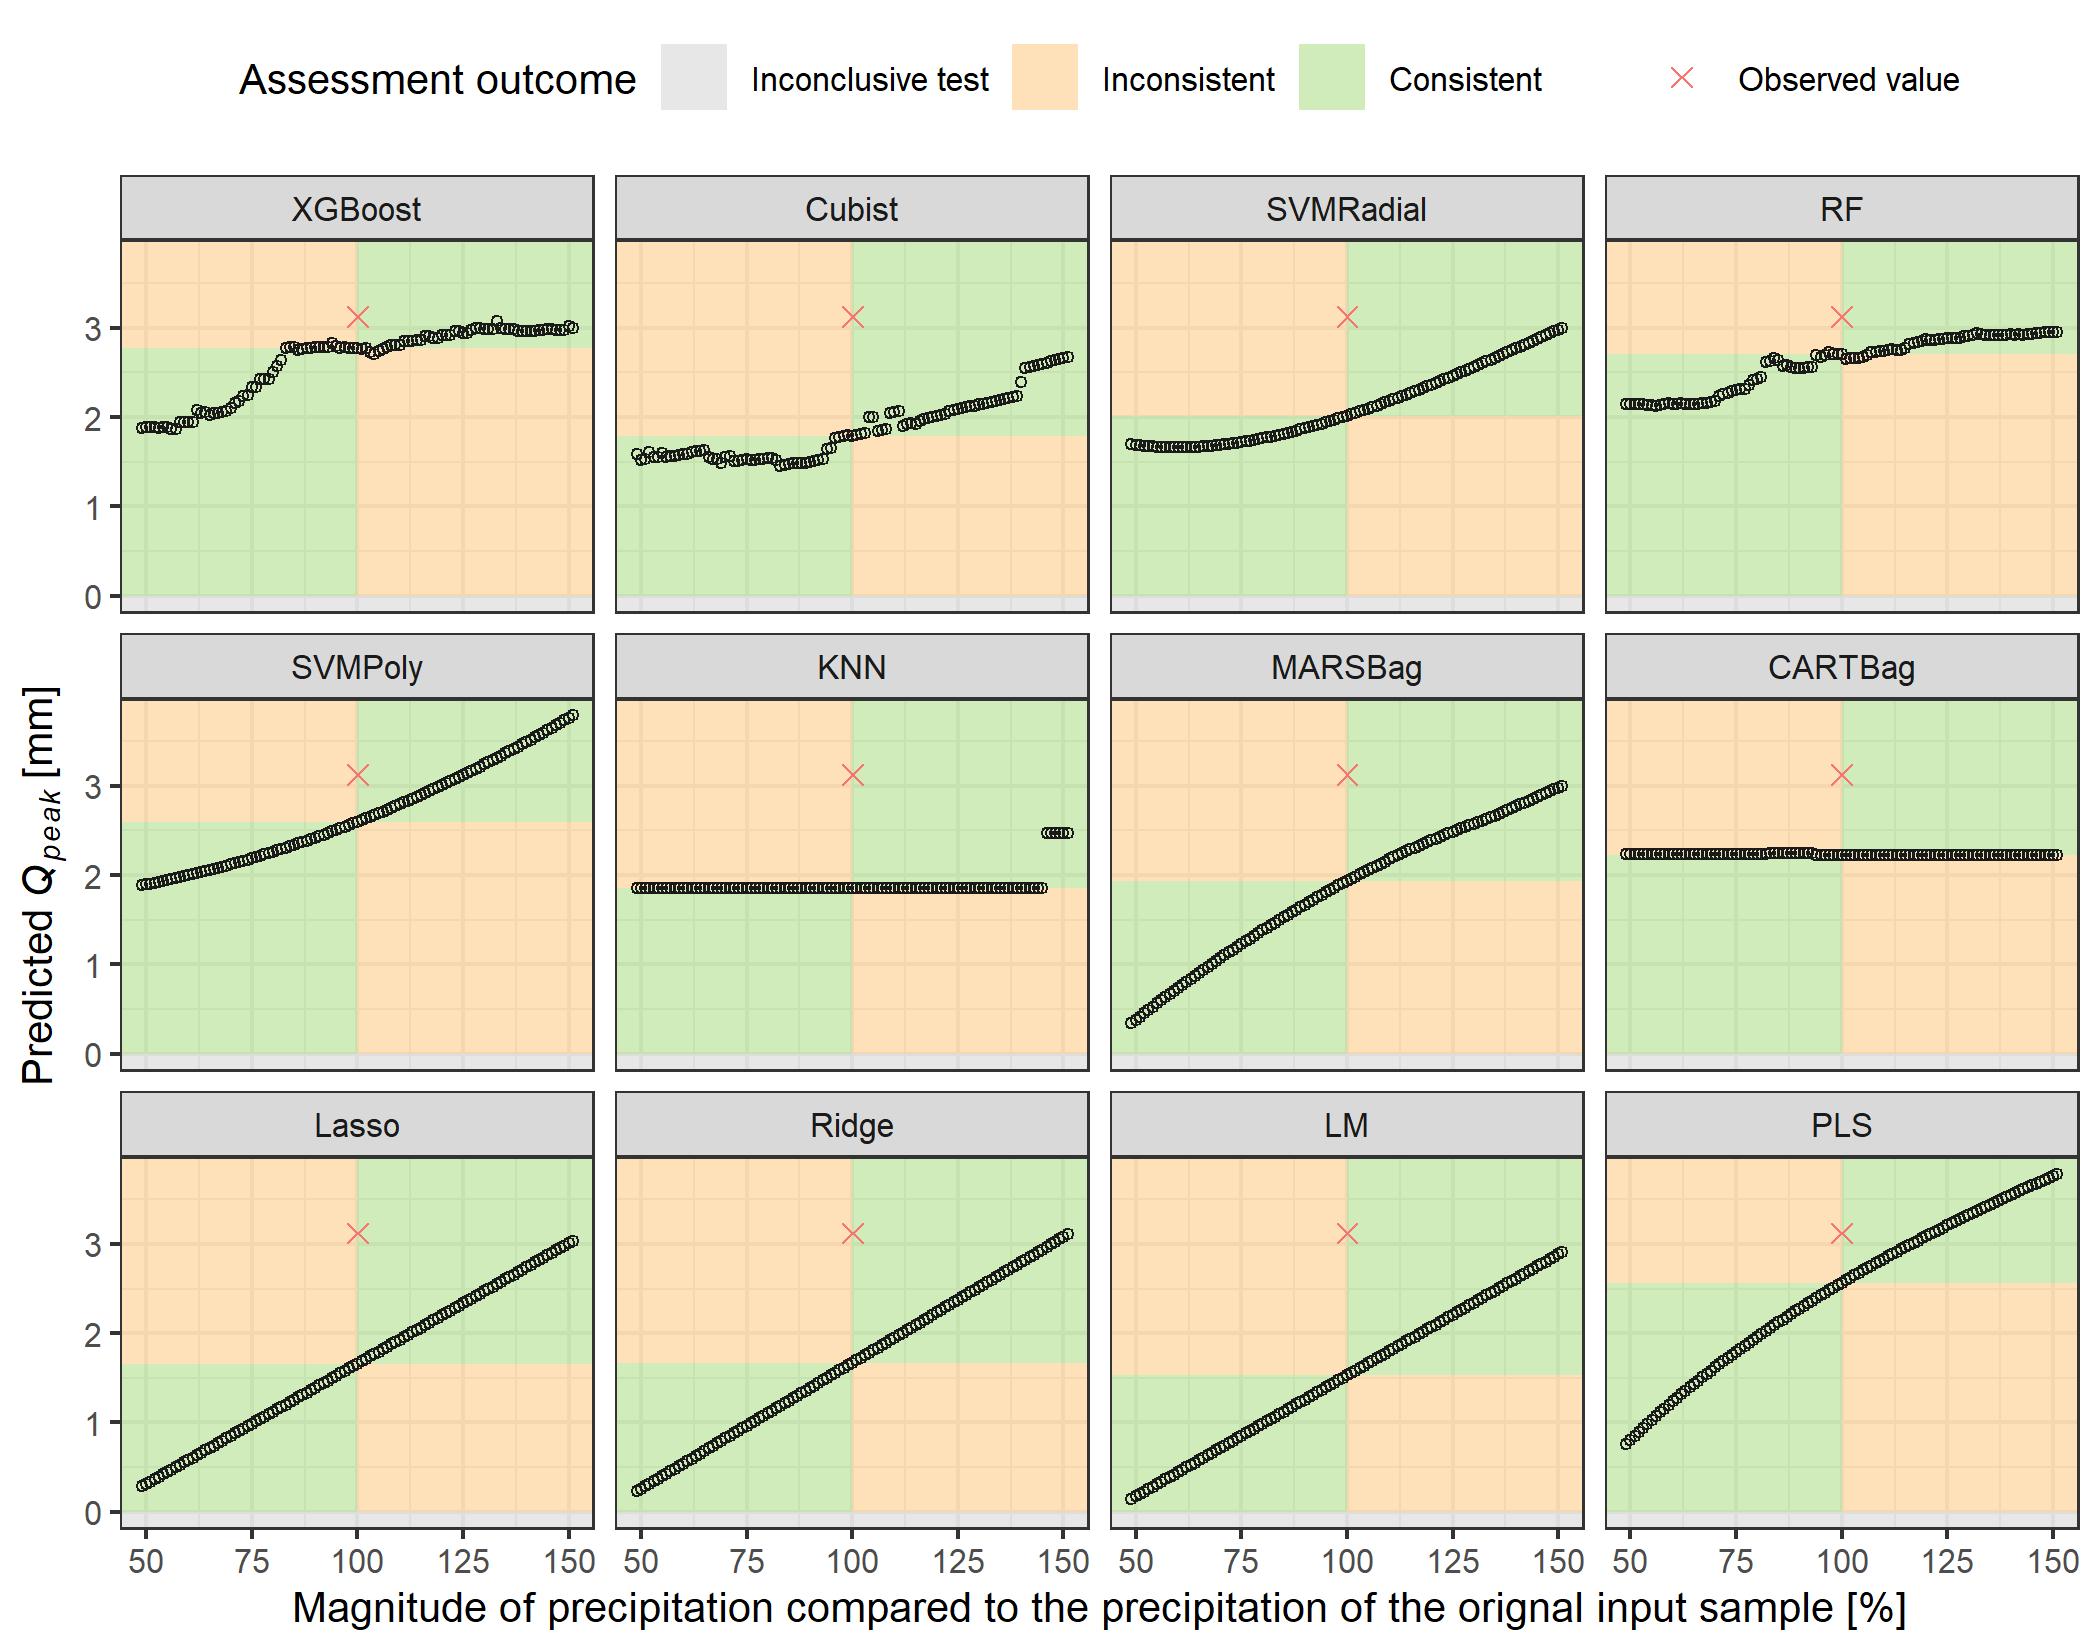 Assessment outcome Inconclusive test Inconsistent Consistent Observed value
XGBoost Cubist SVMRadial RF
3
2
1
0
SVMPoly KNN MARSBag CARTBag
3
2
1
0
Lasso Ridge LM PLS
3
2
1
0
50 75 100 125 150 50 75 100 125 150 50 75 100 125 150 50 75 100 125 150
Magnitude of precipitation compared to the precipitation of the orignal input sample [%]
Predicted Qpeak [mm]